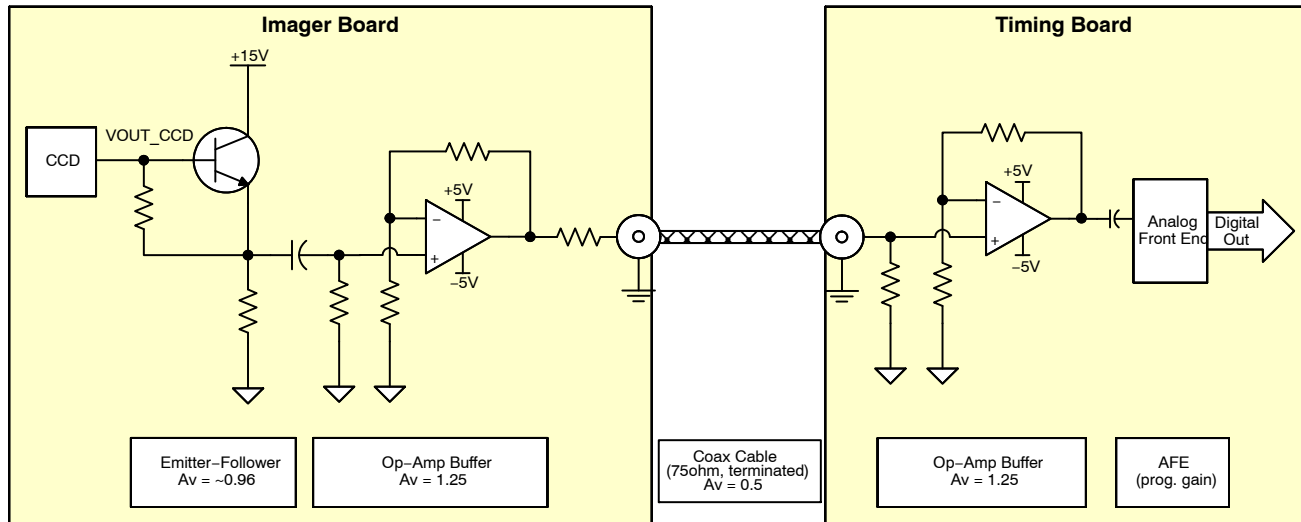 Imager Board
Timing Board
+15V
VOUT_CCD
CCD
+5V
−
+
−5V
+5V
−
+
−5V
Analog
Front End
Digital
Out
Emitter−Follower
Av = ~0.96
Op−Amp Buffer
Av = 1.25
Coax Cable
(75ohm, terminated)
Av = 0.5
Op−Amp Buffer
Av = 1.25
AFE
(prog. gain)